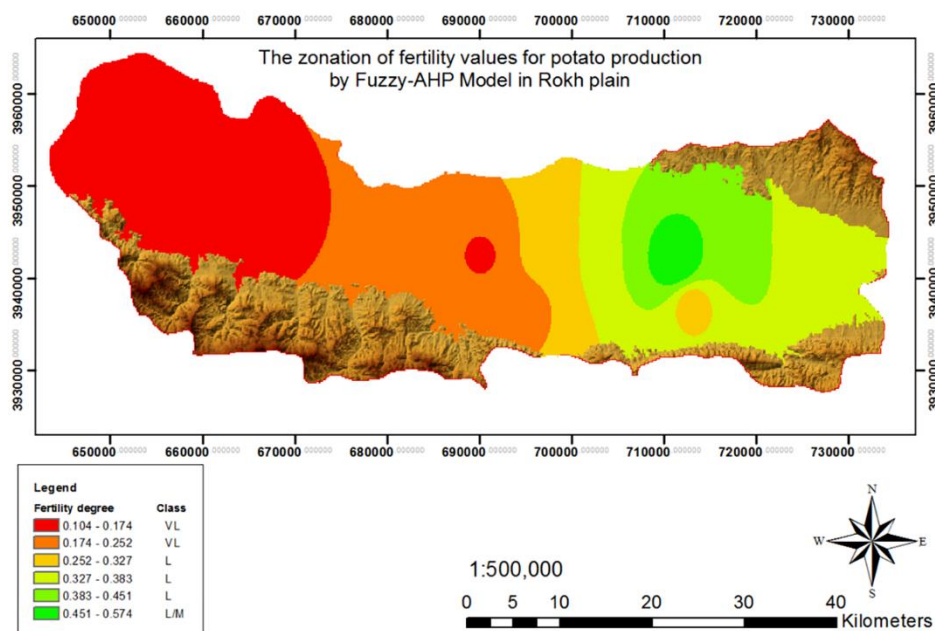 650000 660000 670000 680000 690000 700000 710000 720000 730000
The zonation of fertility values for potato production
by Fuzzy-AHP Model in Rokh plain
3960000 3960000
3950000 3950000
3940000 3940000
3930000 3930000
650000 660000 670000 680000 690000 700000 710000 720000 730000
Legend
Fertility degree Class
0.104 - 0.174 VL
0.174 - 0.252 VL
0.252 - 0.327 L
0.327 - 0.383 L
0.383 - 0.451 L
0.451 - 0.574 L/M
N
W E
S
1:500,000
0 5 10 20 30 40
Kilometers